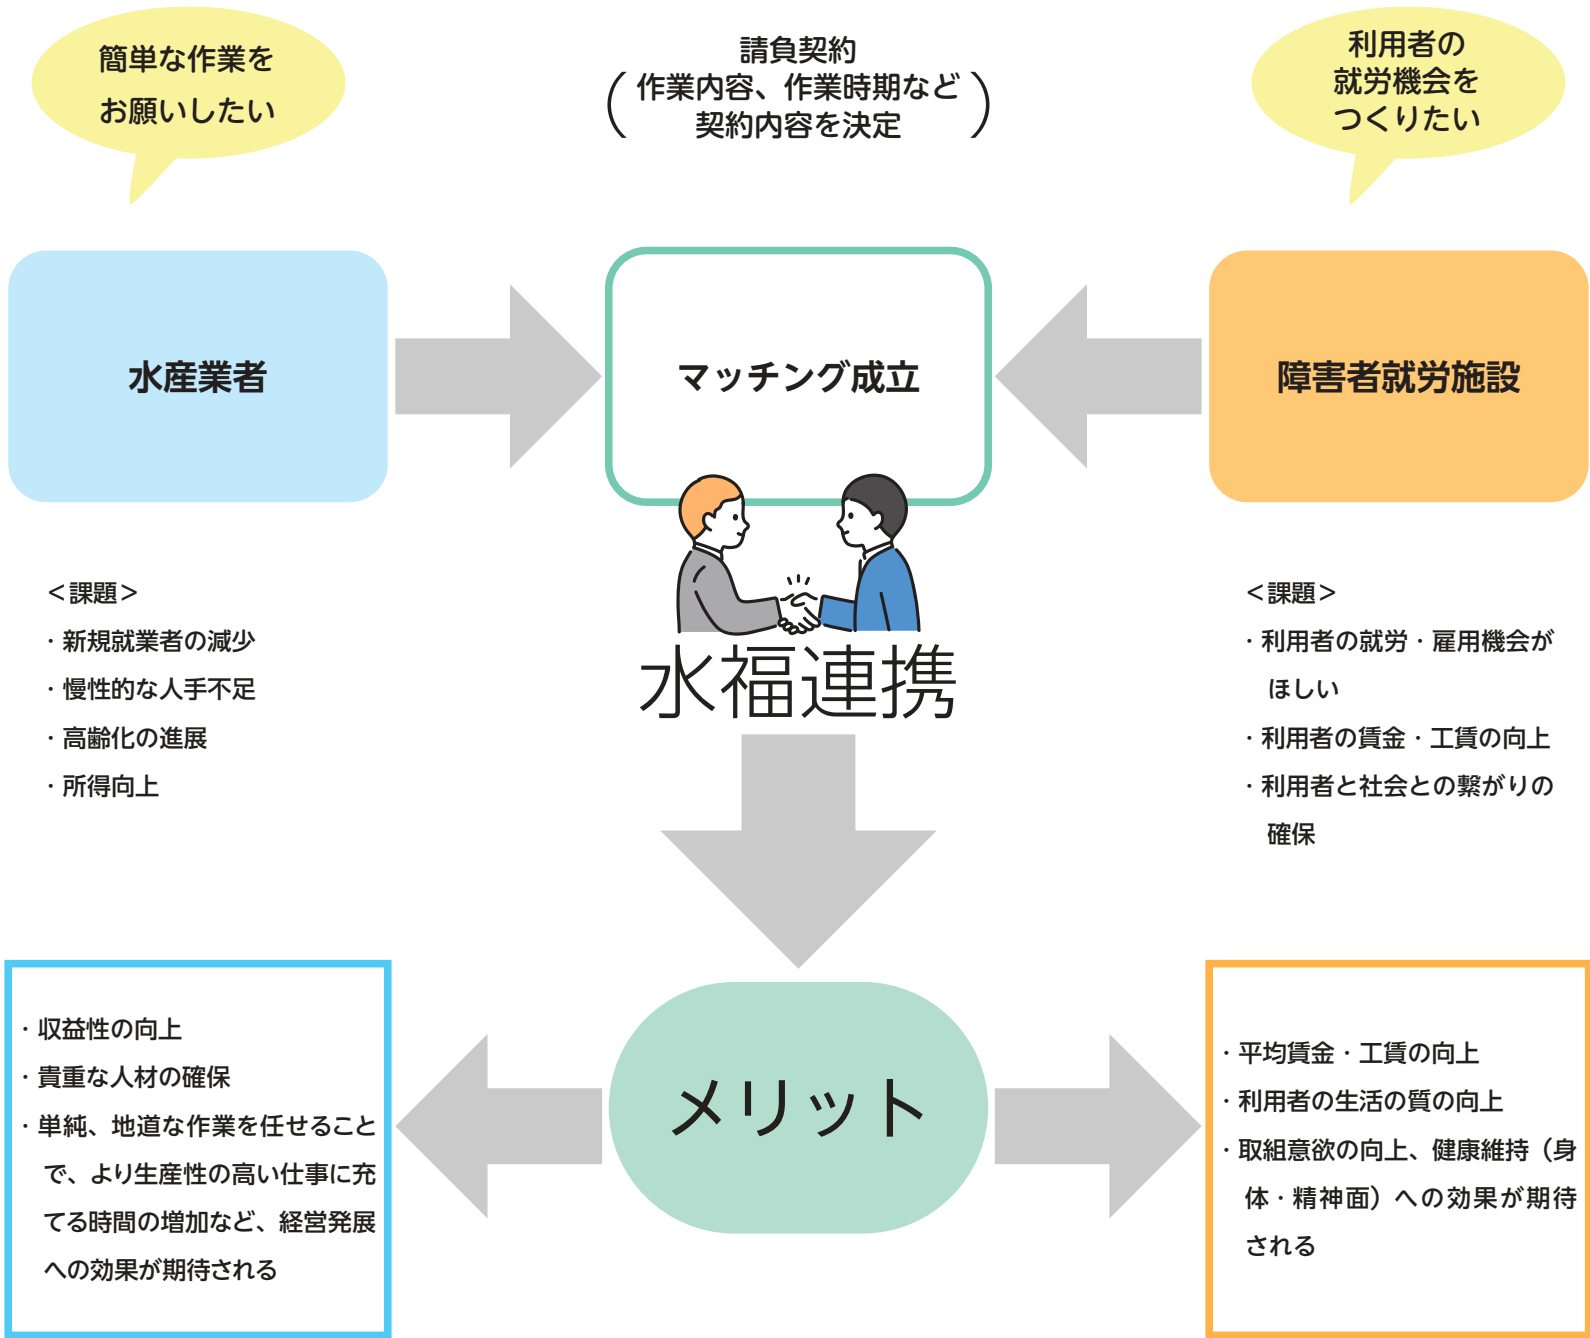 簡単な作業を
お願いしたい
請負契約
（作業内容、作業時期など
契約内容を決定）
利用者の
就労機会を
つくりたい
水産業者
マッチング成立
障害者就労施設
水福連携
＜課題＞
・新規就業者の減少
・慢性的な人手不足
・高齢化の進展
・所得向上
＜課題＞
・利用者の就労・雇用機会が
ほしい
・利用者の賃金・工賃の向上
・利用者と社会との繋がりの
確保
メリット
・収益性の向上
・貴重な人材の確保
・単純、地道な作業を任せること
で、より生産性の高い仕事に充
てる時間の増加など、経営発展
への効果が期待される
・平均賃金・工賃の向上
・利用者の生活の質の向上
・取組意欲の向上、健康維持（身
体・精神面）への効果が期待
される